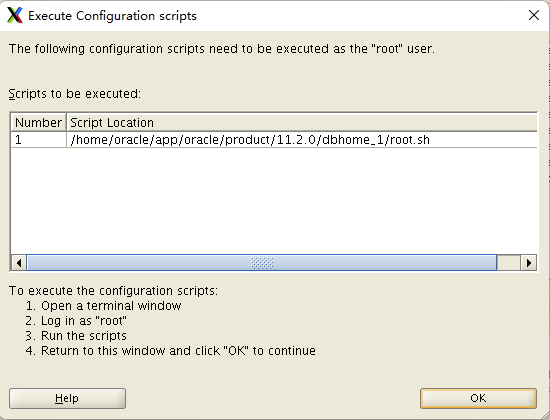 Execute Configuration scripts
The following configuration scripts need to be executed as the "root" user.
Scripts to be executed:
Number Script Location
1 /home/oracle/app/oracle/product/11.2.0/dbhome_1/root.sh
To execute the configuration scripts:
1. Open a terminal window
2. Log in as "root"
3. Run the scripts
4. Return to this window and click "OK" to continue
Help OK